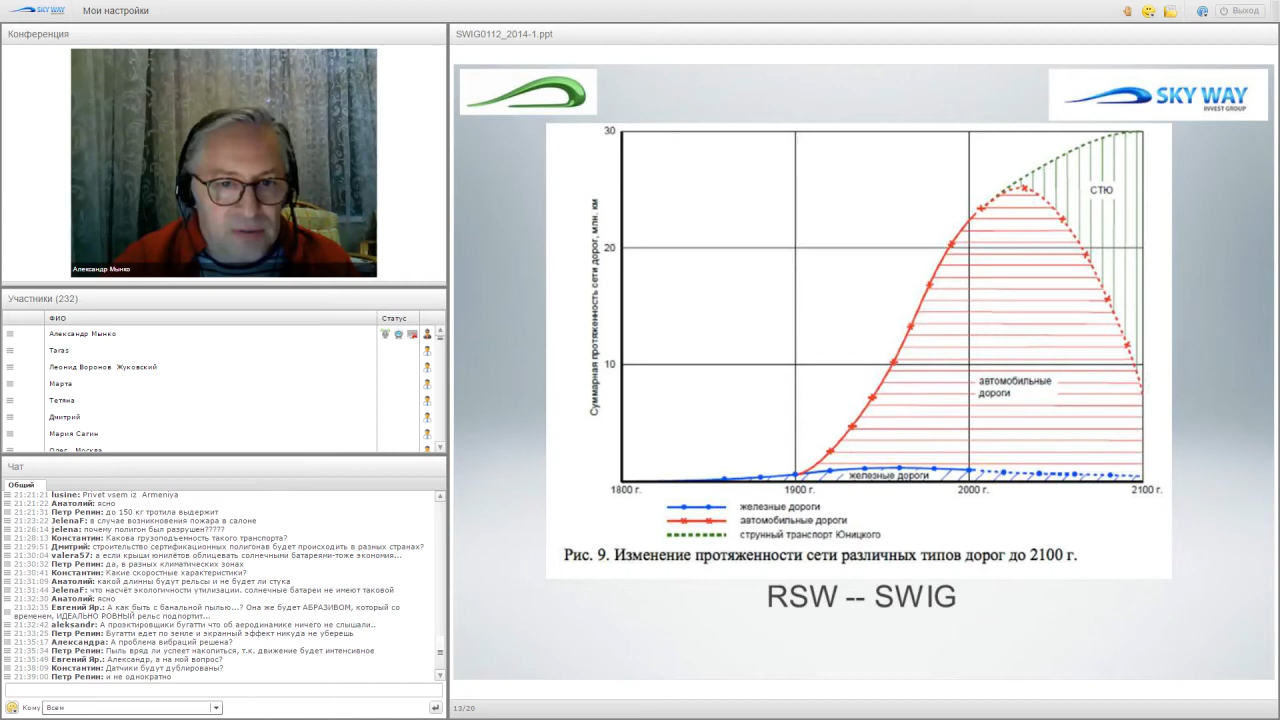 SKY WAY
Мои настройки
Выход
Конференция
Александр Мынко
Участники (232)
ФИО
Статус
Александр Мынко
Taras
Леонид Воронов Жуковский
Марта
Тетяна
Дмитрий
Мария Сагин
Олег Москва
Чат
Общий
21:21:21 lusine: Privet vsem iz Armeniya
21:21:22 Анатолий: ясно
21:21:31 Петр Репин: до 150 кг тротила выдержит
21:23:22 JelenaF: в случае возникновения пожара в салоне
21:26:14 jelena: почему полигон был разрушен?????
21:28:13 Константин: Какова грузоподъемность такого транспорта?
21:29:51 Дмитрий: строительство сертификационных полигонав будет происходить в разных странах?
21:30:04 valera57: а если крыши юнилётов облицевать солнечными батареями-тоже экономия...
21:30:32 Петр Репин: да, в разных климатических зонах
21:30:41 Константин: Какие скоростные характеристики?
21:31:09 Анатолий: какой длинны будут рельсы и не будет ли стука
21:31:44 JelenaF: что насчёт экологичности утилизации. солнечные батареи не имеют таковой
21:32:30 Анатолий: ясно
21:32:35 Евгений Яр.: А как быть с банальной пылью...? Она же будет АБРАЗИВОМ, который со
временем, ИДЕАЛЬНО РОВНЫЙ рельс подпортит...
21:32:42 aleksandr: А проэктировщики бугатти что об аеродинамике ничего не слышали..
21:33:25 Петр Репин: Бугатти едет по земле и экранный эффект никуда не уберешь
21:35:17 Александра: А проблема вибраций решена?
21:35:34 Петр Репин: Пыль вряд ли успеет накопиться, т.к. движение будет интенсивное
21:35:49 Евгений Яр.: Александр, а на мой вопрос?
21:38:09 Константин: Датчики будут дублированы?
21:39:00 Петр Репин: и не однократно
Кому
Всем
SWIG0112_2014-1.ppt
SKY WAY
INVEST GROUP
Суммарная протяженность сети дорог, млн. км
30
20
10
СТЮ
автомобильные
дороги
железные дороги
1800 г.
1900 г.
2000 г.
2100 г.
железные дороги
автомобильные дороги
струнный транспорт Юницкого
Рис. 9. Изменение протяженности сети различных типов дорог до 2100 г.
RSW -- SWIG
13/20